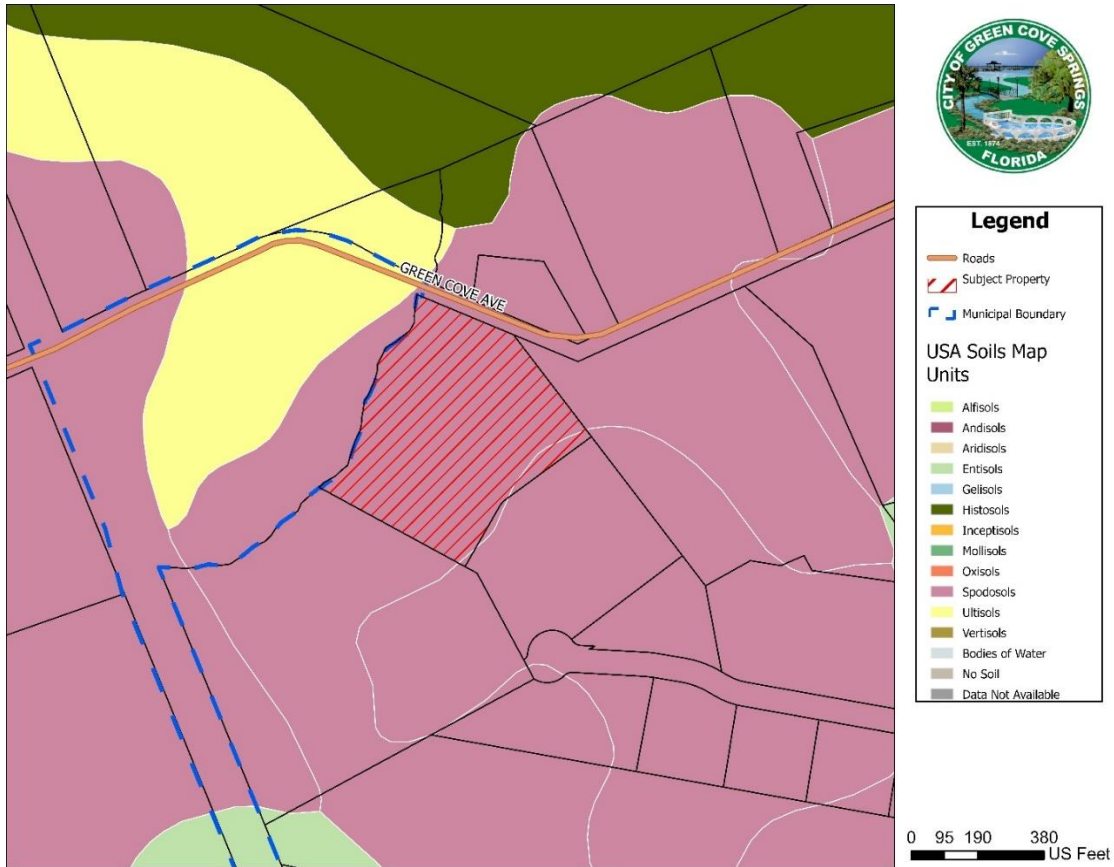 CITY OF GREEN COVE SPRINGS
EST. 1874
FLORIDA
GREEN COVE AVE
Legend
Roads
Subject Property
Municipal Boundary
USA Soils Map
Units
Alfisols
Andisols
Aridisols
Entisols
Gelisols
Histosols
Inceptisols
Mollisols
Oxisols
Spodosols
Ultisols
Vertisols
Bodies of Water
No Soil
Data Not Available
0 95 190 380
US Feet